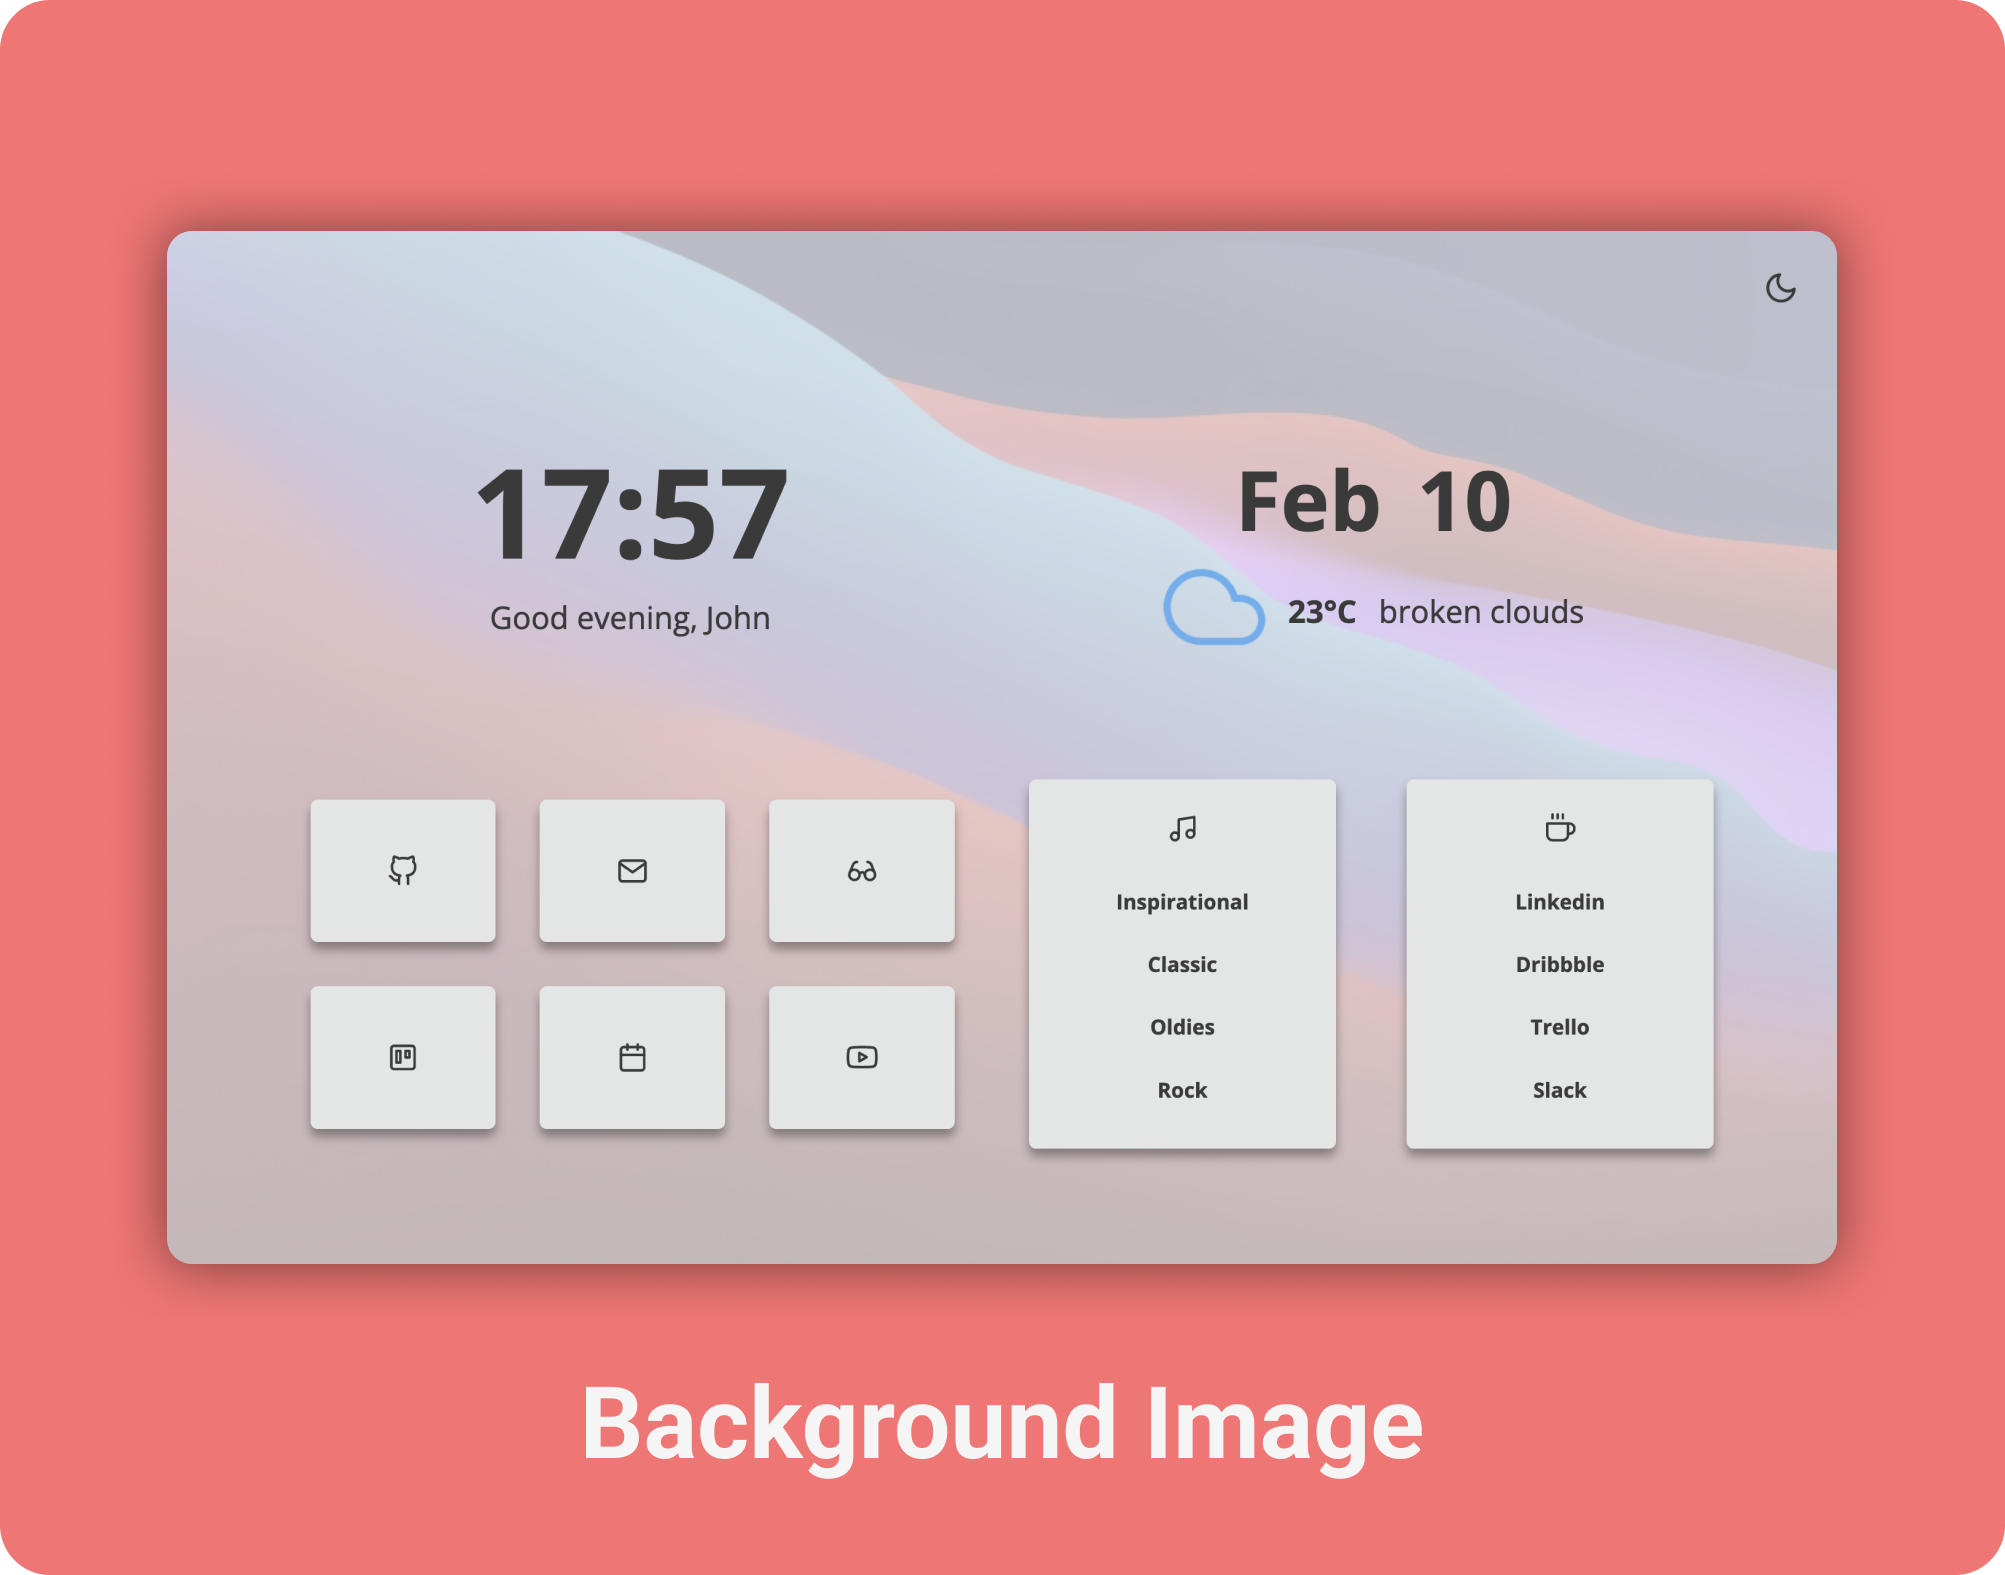 17:57
Good evening, John
Feb 10
23°C broken clouds
Inspirational
Classic
Oldies
Rock
Linkedin
Dribbble
Trello
Slack
Background Image